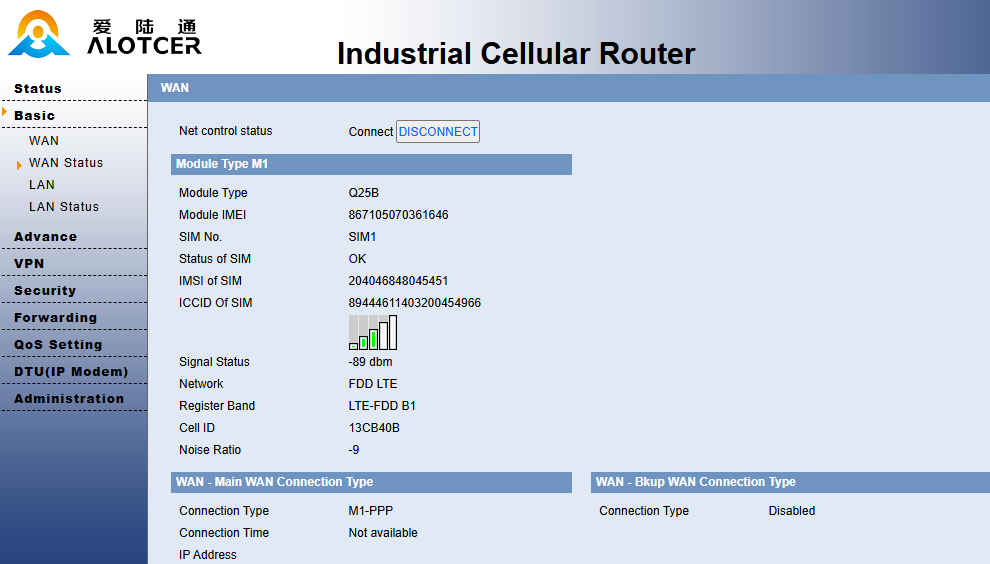 爱 陆 通
ALOTCER
Industrial Cellular Router
Status
Basic
WAN
WAN Status
LAN
LAN Status
Advance
VPN
Security
Forwarding
QoS Setting
DTU(IP Modem)
Administration
WAN
Net control status Connect DISCONNECT
Module Type M1
Module Type Q25B
Module IMEI 867105070361646
SIM No. SIM1
Status of SIM OK
IMSI of SIM 204046848045451
ICCID Of SIM 89444611403200454966
Signal Status -89 dbm
Network FDD LTE
Register Band LTE-FDD B1
Cell ID 13CB40B
Noise Ratio -9
WAN - Main WAN Connection Type
Connection Type M1-PPP
Connection Time Not available
IP Address
WAN - Bkup WAN Connection Type
Connection Type Disabled